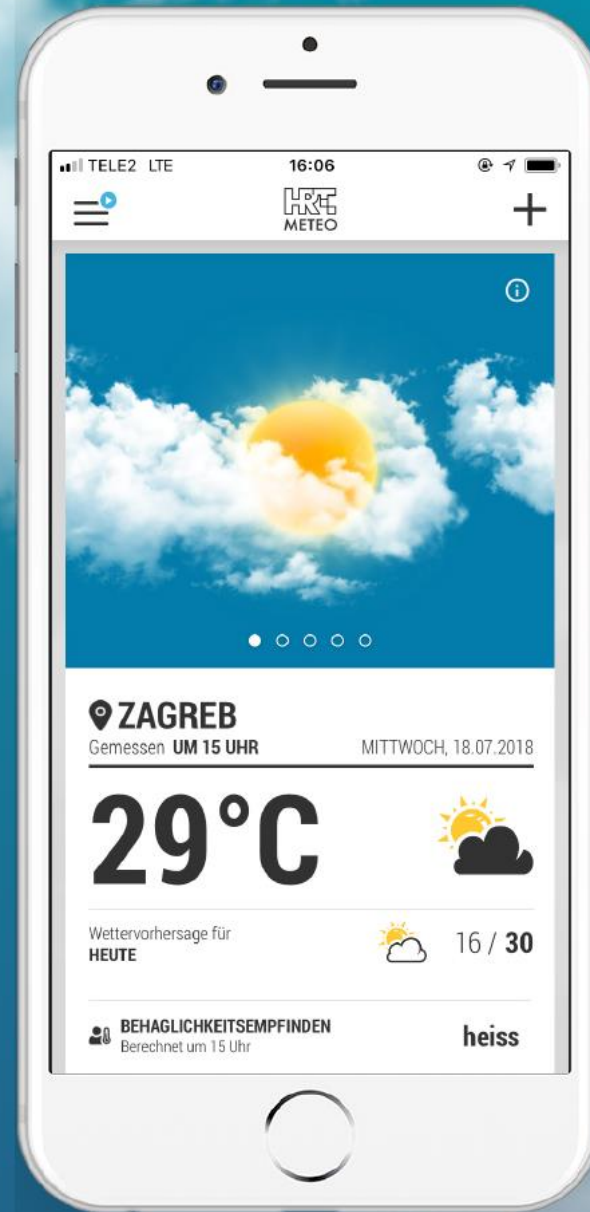 TELE2 LTE 16:06
HRT
METEO
ZAGREB
Gemessen UM 15 UHR MITTWOCH, 18.07.2018
29°C
Wettervorhersage für
HEUTE
16 / 30
BEHAGLICHKEITSEMPFINDEN
Berechnet um 15 Uhr
heiss